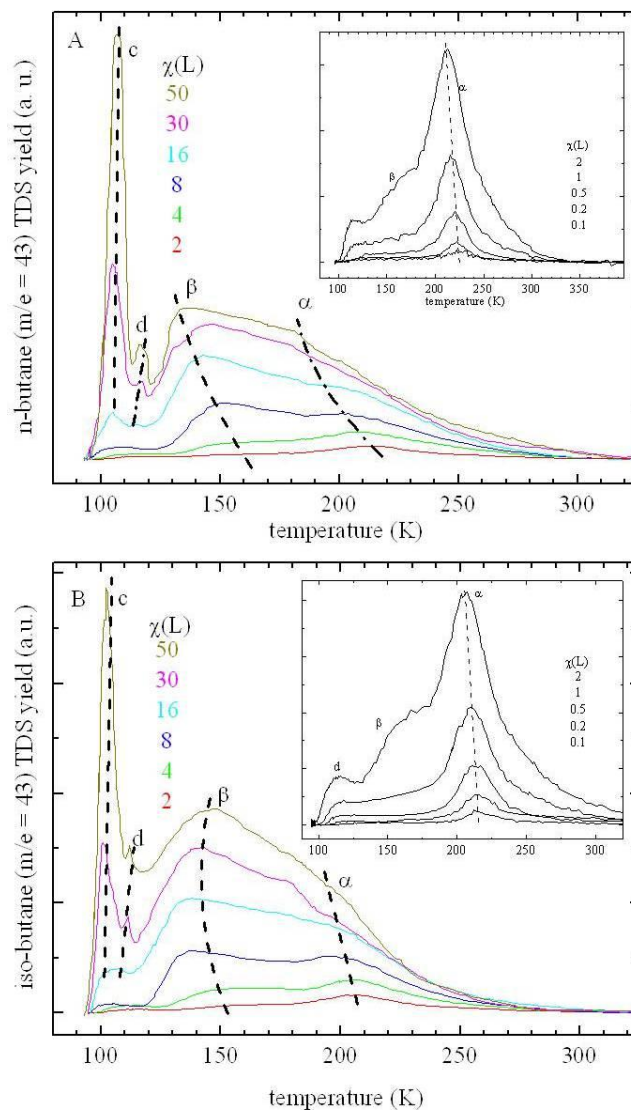 A
c
χ(L)
50
30
16
8
4
2
d
β
α
n-butane (m/e = 43) TDS yield (a. u.)
100 150 200 250 300
temperature (K)
α
β
χ(L)
2
1
0.5
0.2
0.1
100 150 200 250 300 350
temperature (K)
B
c
χ(L)
50
30
16
8
4
2
d
β
α
iso-butane (m/e = 43) TDS yield (a.u.)
100 150 200 250 300
temperature (K)
α
β
d
χ(L)
2
1
0.5
0.2
0.1
100 150 200 250 300